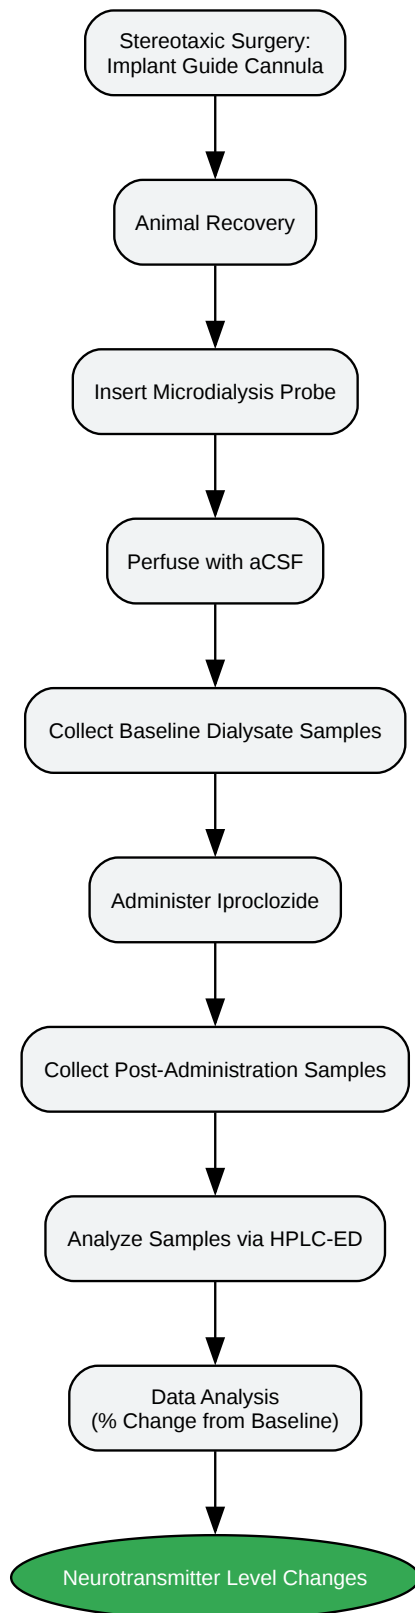 Stereotaxic Surgery:
Implant Guide Cannula
Animal Recovery
Insert Microdialysis Probe
Perfuse with aCSF
Collect Baseline Dialysate Samples
Administer Iproclozide
Collect Post-Administration Samples
Analyze Samples via HPLC-ED
Data Analysis
(% Change from Baseline)
Neurotransmitter Level Changes